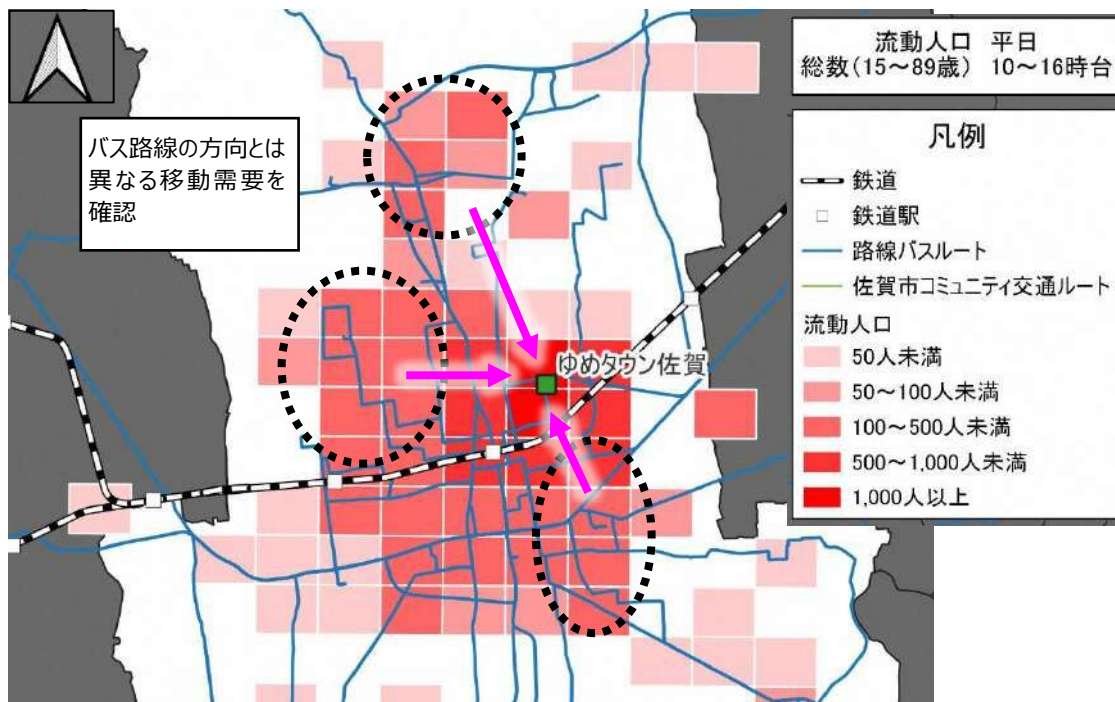 流動人口 平日
総数(15～89歳) 10～16時台
バス路線の方向とは
異なる移動需要を
確認
凡例
鉄道
鉄道駅
路線バスルート
佐賀市コミュニティ交通ルート
流動人口
50人未満
50～100人未満
100～500人未満
500～1,000人未満
1,000人以上
ゆめタウン佐賀